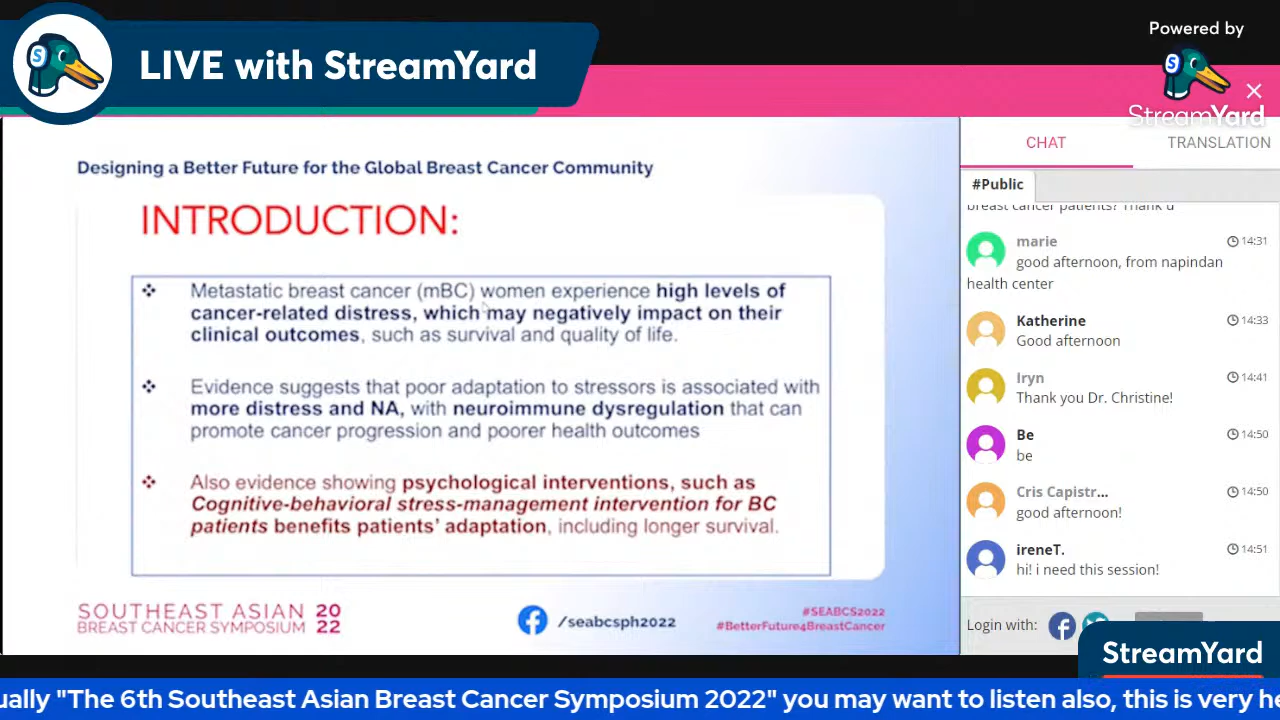 LIVE with StreamYard
Powered by
StreamYard
Designing a Better Future for the Global Breast Cancer Community
INTRODUCTION:
❖ Metastatic breast cancer (mBC) women experience high levels of
cancer-related distress, which may negatively impact on their
clinical outcomes, such as survival and quality of life.
❖ Evidence suggests that poor adaptation to stressors is associated with
more distress and NA, with neuroimmune dysregulation that can
promote cancer progression and poorer health outcomes
❖ Also evidence showing psychological interventions, such as
Cognitive-behavioral stress-management intervention for BC
patients benefits patients' adaptation, including longer survival.
SOUTHEAST ASIAN 20
BREAST CANCER SYMPOSIUM 22
/seabcsph2022
#SEABCS2022
#BetterFuture4BreastCancer
CHAT TRANSLATION
#Public
breast cancer patients? Thank u
marie 14:31
good afternoon, from napindan
health center
Katherine 14:33
Good afternoon
Iryn 14:41
Thank you Dr. Christine!
Be 14:50
be
Cris Capistr... 14:50
good afternoon!
ireneT. 14:51
hi! i need this session!
Login with:
StreamYard
ually "The 6th Southeast Asian Breast Cancer Symposium 2022" you may want to listen also, this is very he